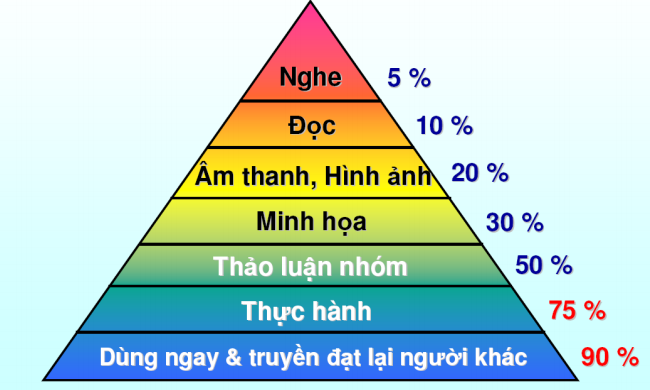 Nghe 5 %
Đọc 10 %
Âm thanh, Hình ảnh 20 %
Minh họa 30 %
Thảo luận nhóm 50 %
Thực hành 75 %
Dùng ngay & truyền đạt lại người khác 90 %